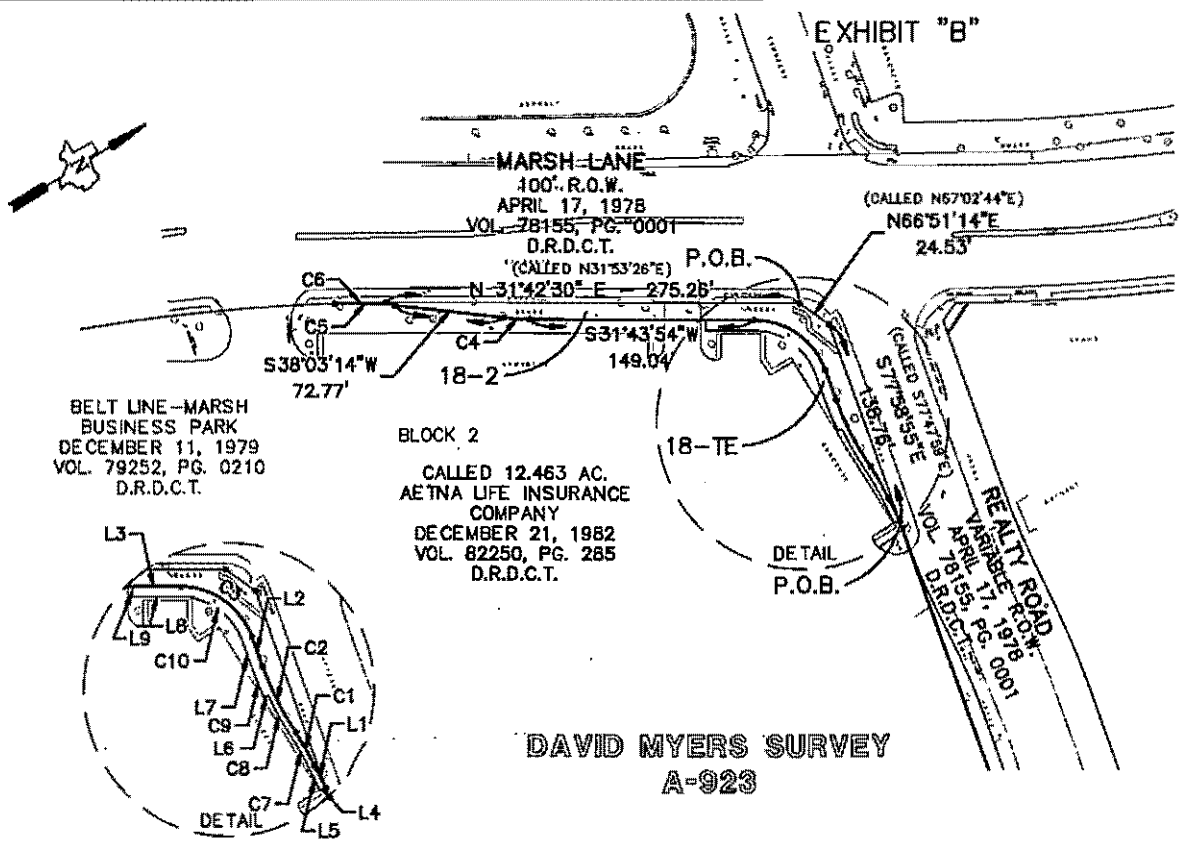 EXHIBIT "B"
MARSH LANE
100' R.O.W.
APRIL 17, 1978
VOL. 78155, PG. 0001
D.R.D.C.T.
(CALLED N31°53'26"E)
N 31°42'30" E - 275.26'
P.O.B.
(CALLED N67°02'44"E)
N66°51'14"E
24.53'
C6
C5
C4
S38°03'14"W
72.77'
18-2
S31°43'54"W
149.04'
18-TE
(CALLED S77°47'59"E)
S77°58'55"E
138.76'
REALTY ROAD
VARIABLE R.O.W.
APRIL 17, 1978
VOL. 78155, PG. 0001
D.R.D.C.T.
BELT LINE-MARSH
BUSINESS PARK
DECEMBER 11, 1979
VOL. 79252, PG. 0210
D.R.D.C.T.
BLOCK 2
CALLED 12.463 AC.
AETNA LIFE INSURANCE
COMPANY
DECEMBER 21, 1982
VOL. 82250, PG. 285
D.R.D.C.T.
DETAIL
P.O.B.
L3
L2
L9
L8
C2
C10
C1
L7
L1
C9
L6
C8
C7
L4
L5
DETAIL
DAVID MYERS SURVEY
A-923